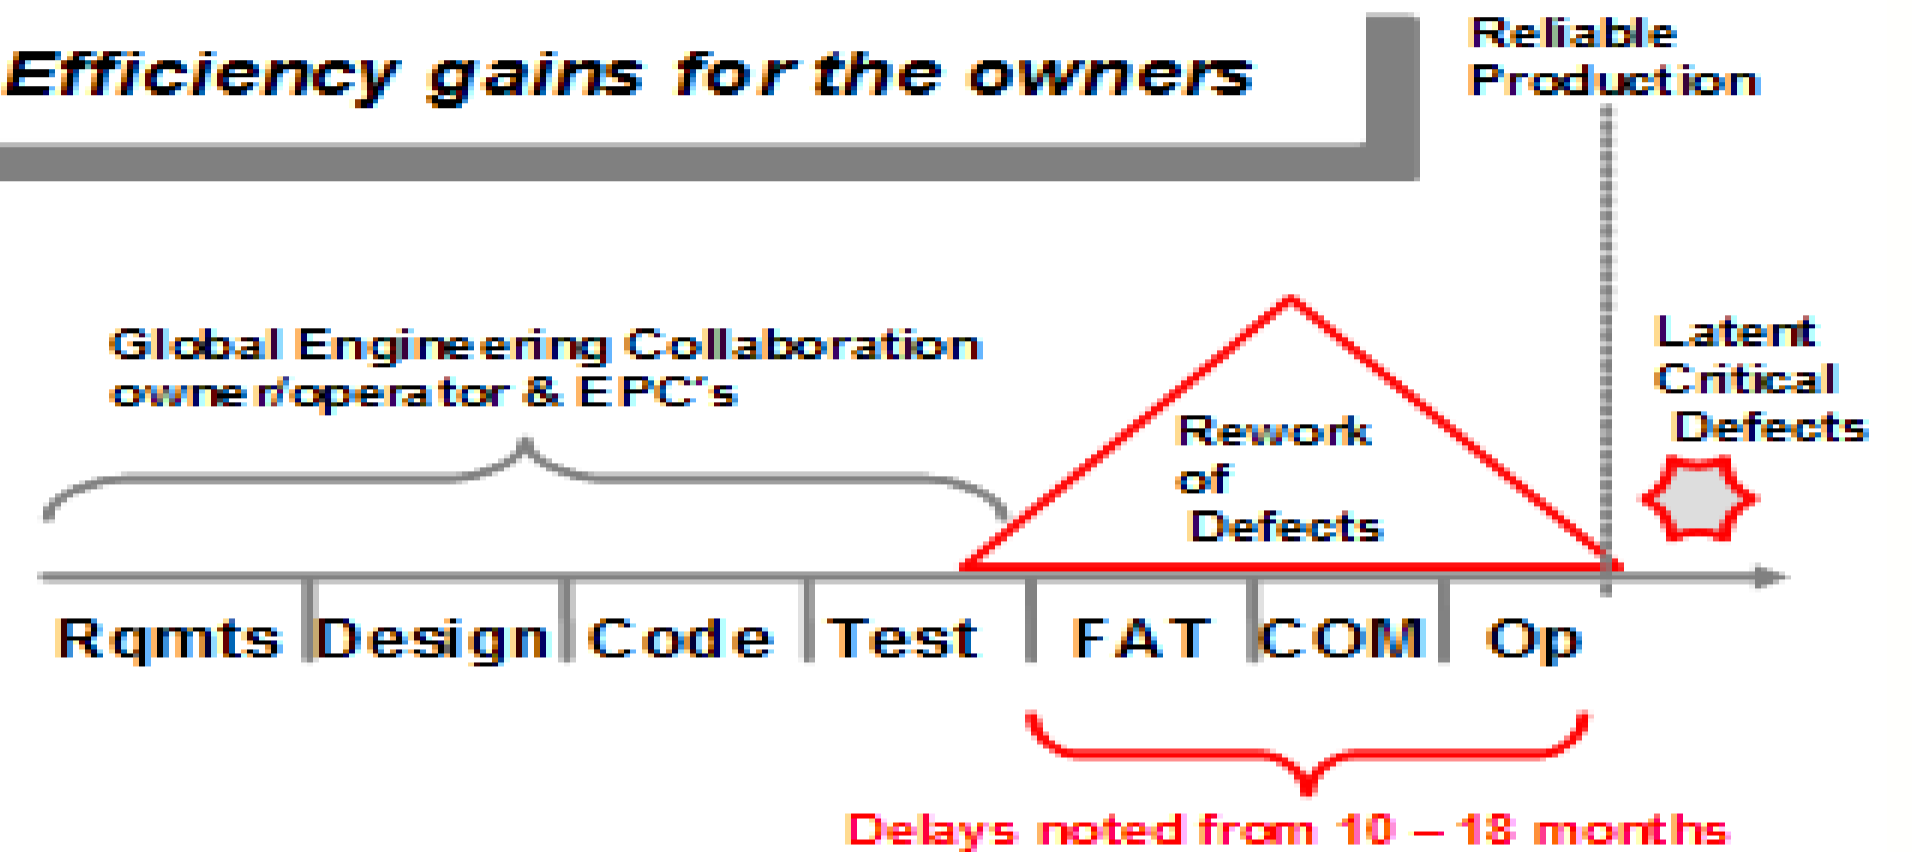 Efficiency gains for the owners
Reliable
Production
Global Engineering Collaboration
owner/operator & EPC's
Rework
of
Defects
Latent
Critical
Defects
Rqmts Design Code Test FAT COM Op
Delays noted from 10 – 18 months